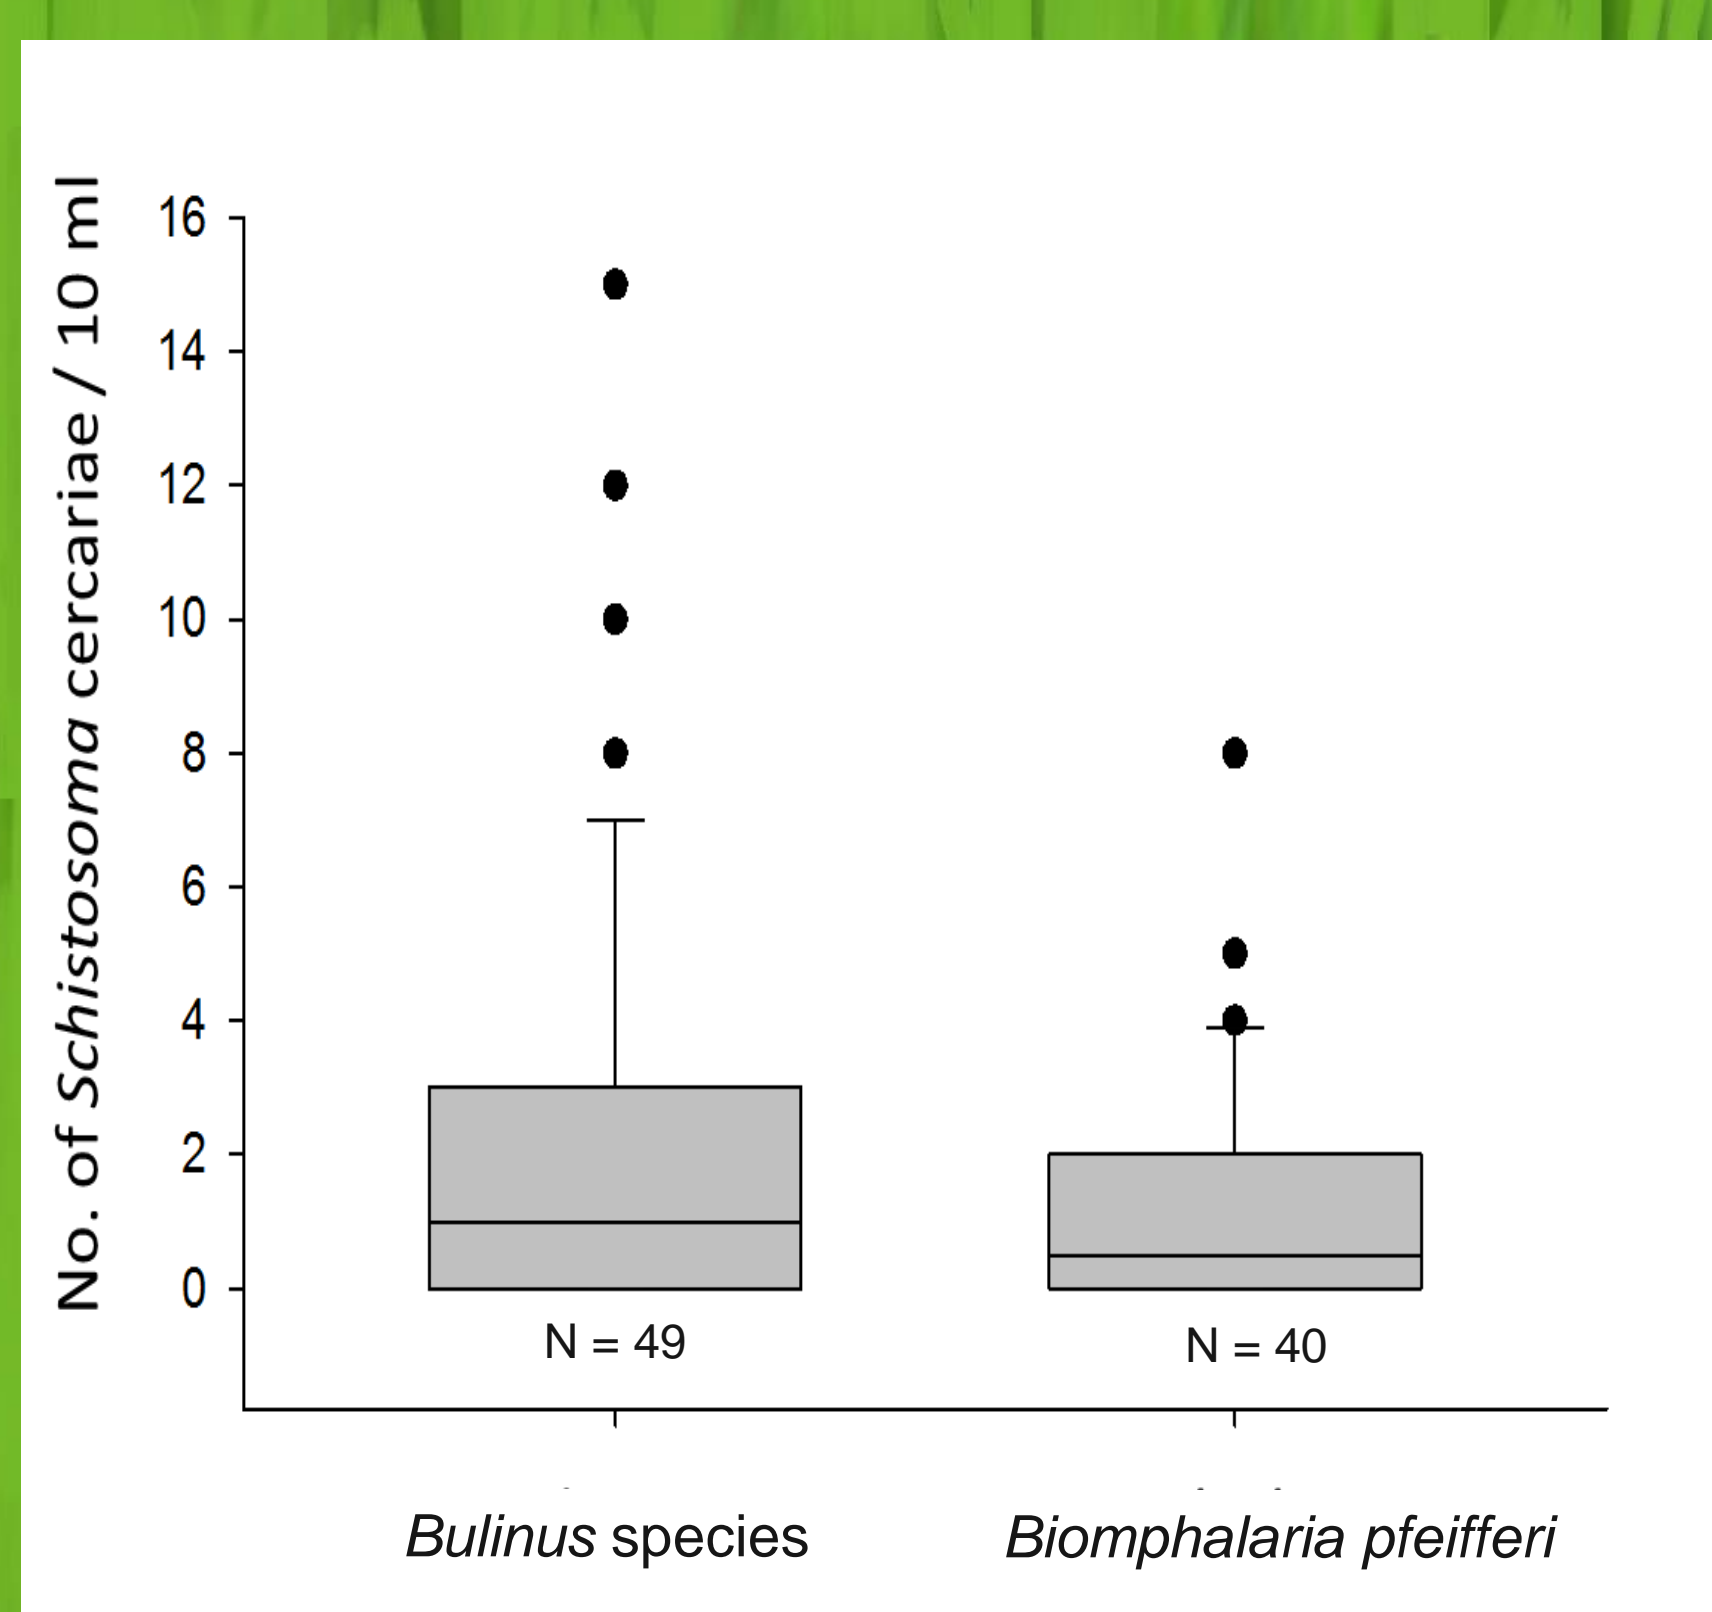 No. of Schistosoma cercariae / 10 ml
16
14
12
10
8
6
4
2
0
N = 49
N = 40
Bulinus species
Biomphalaria pfeifferi